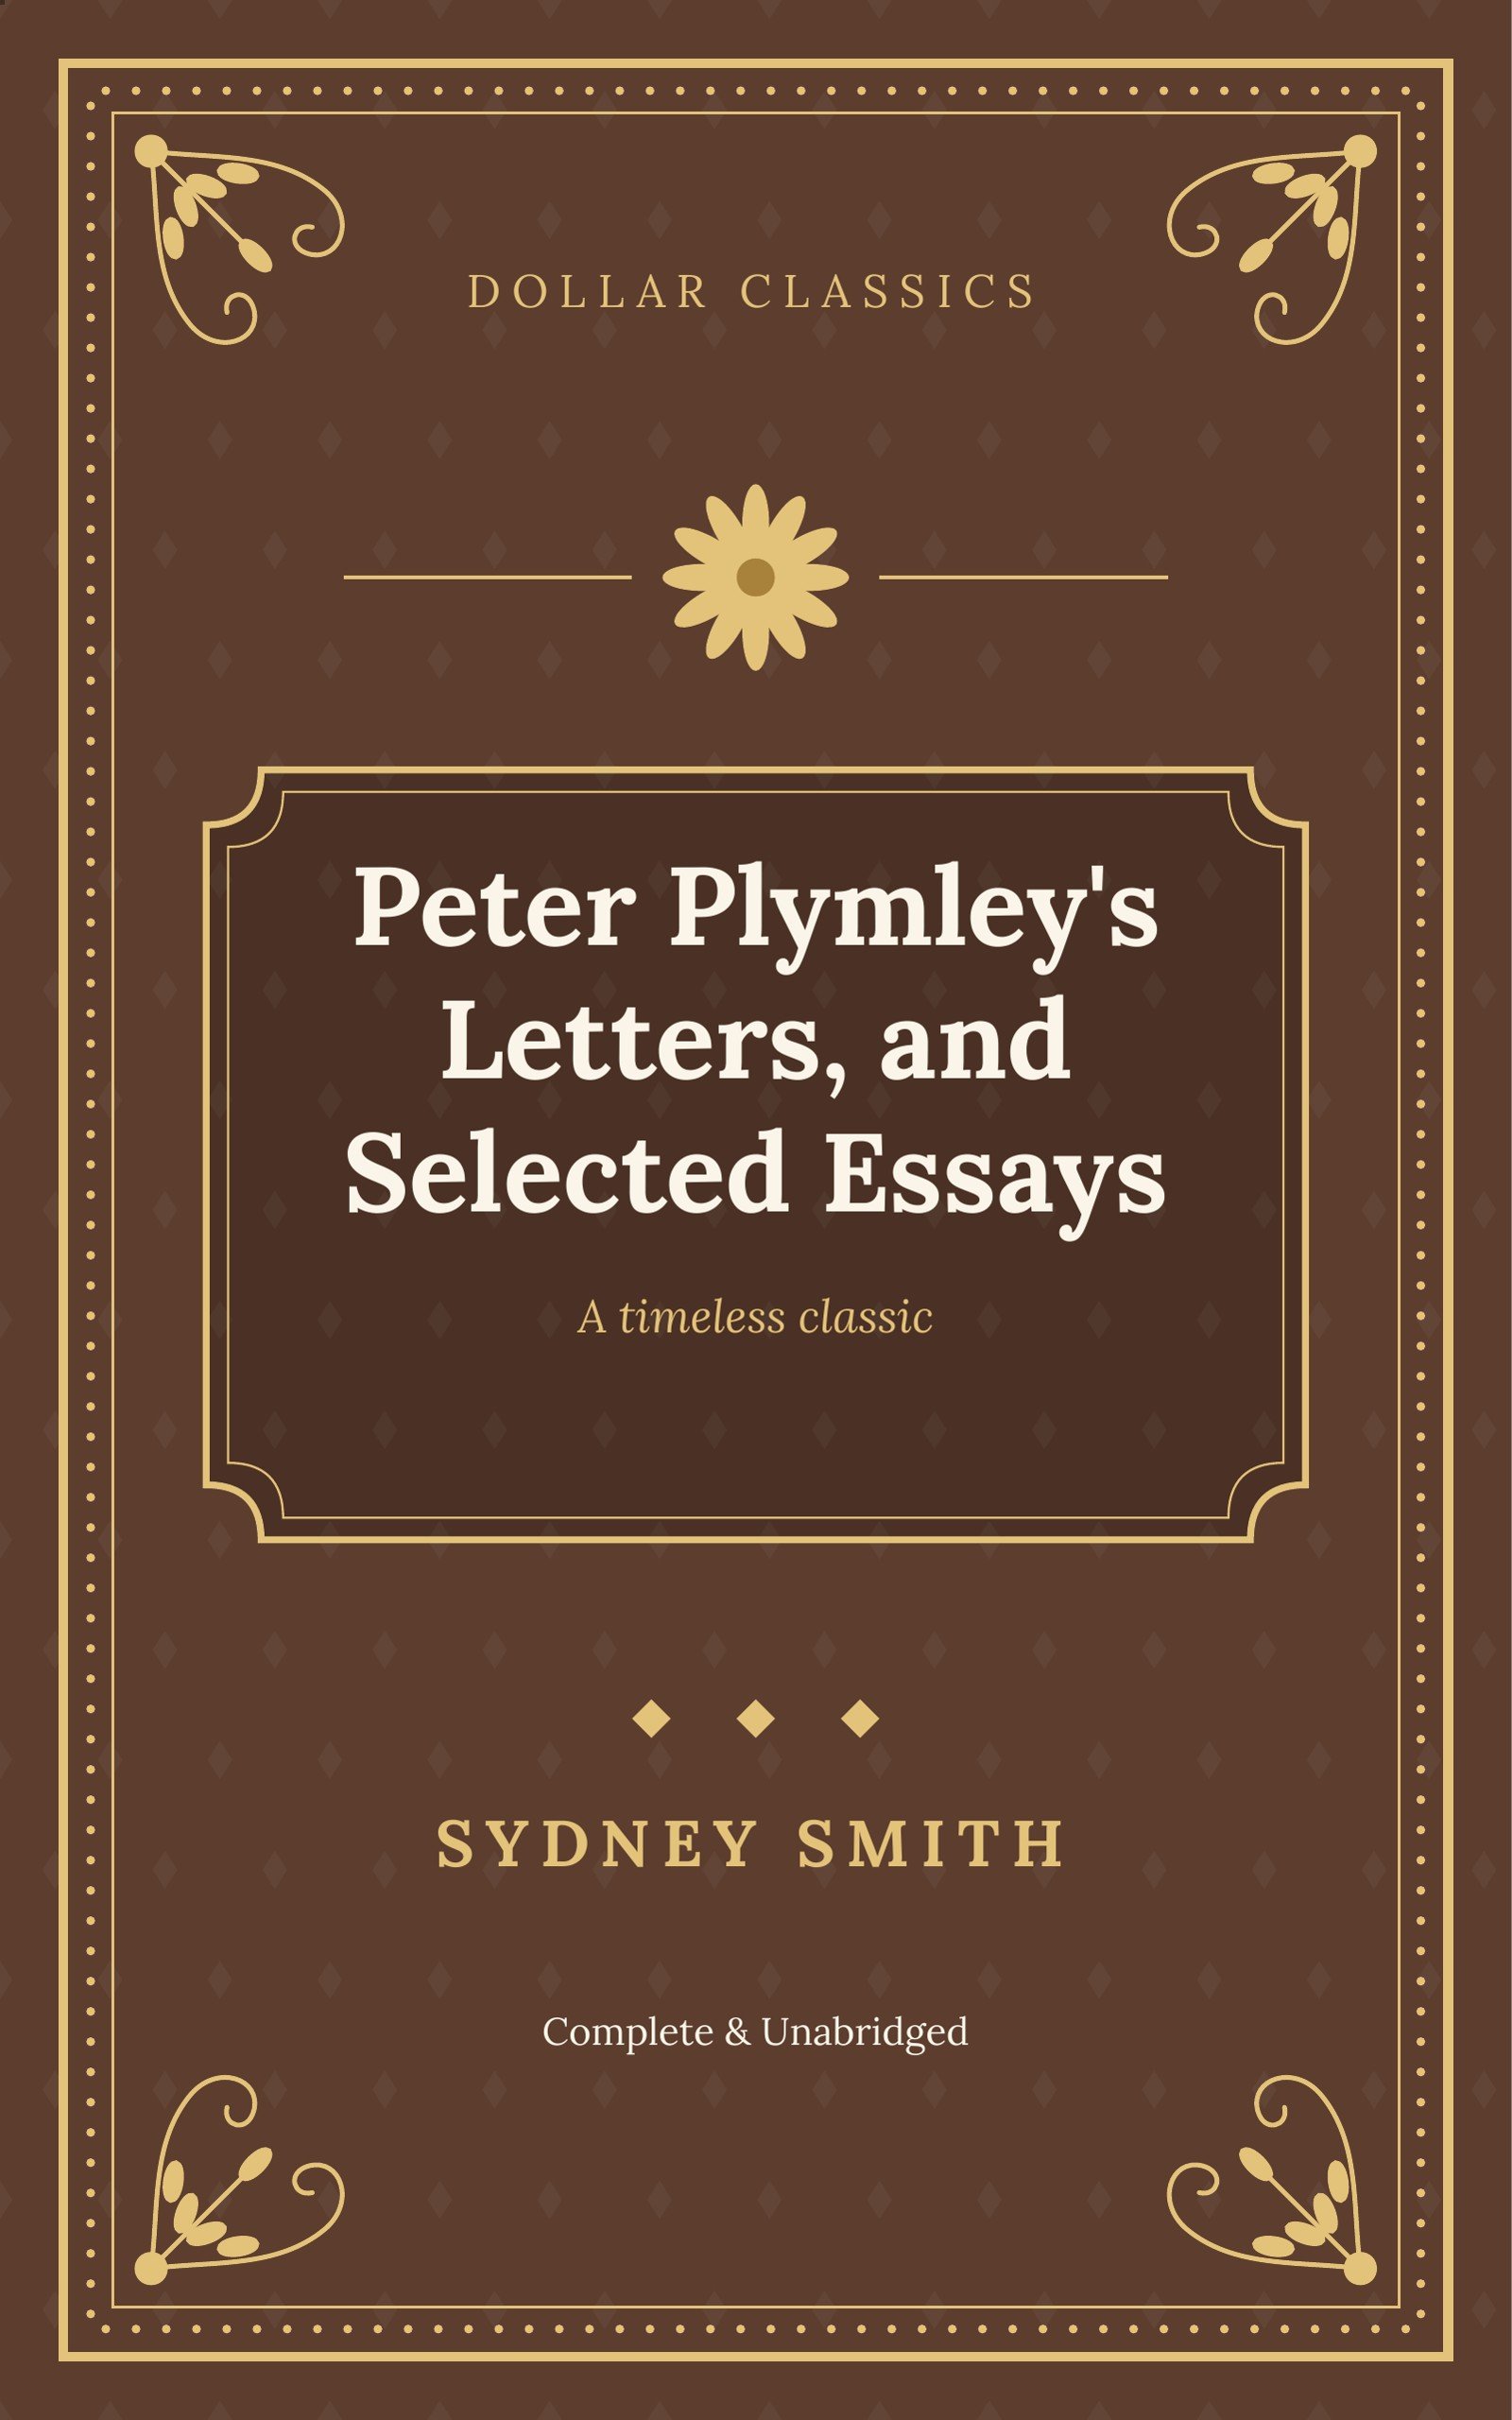 DOLLAR CLASSICS
Peter Plymley's
Letters, and
Selected Essays
A timeless classic
SYDNEY SMITH
Complete & Unabridged